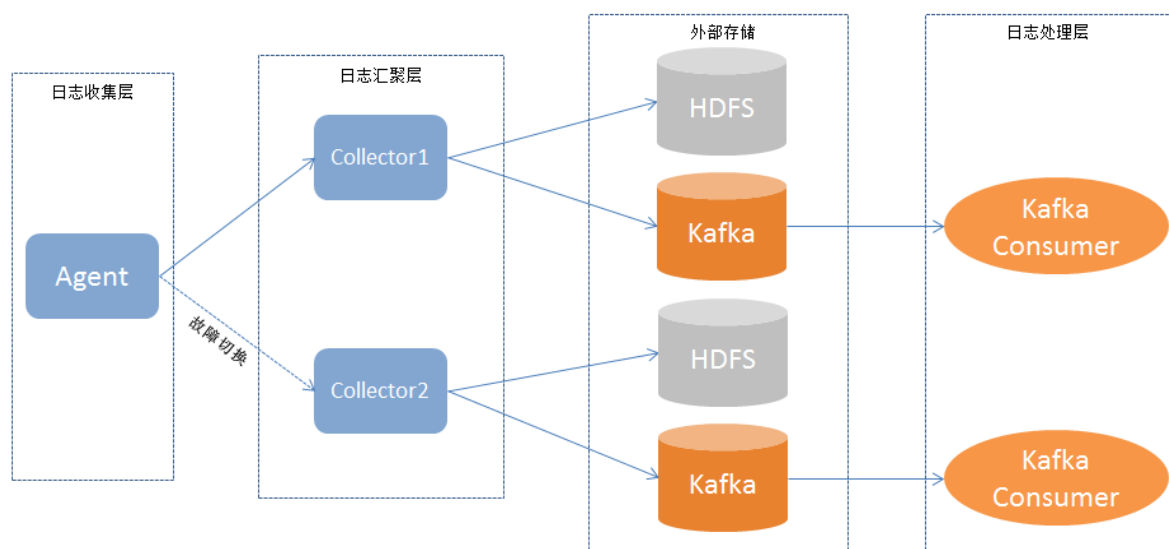 日志收集层
Agent
故障切换
日志汇聚层
Collector1
Collector2
外部存储
HDFS
Kafka
HDFS
Kafka
日志处理层
Kafka
Consumer
Kafka
Consumer